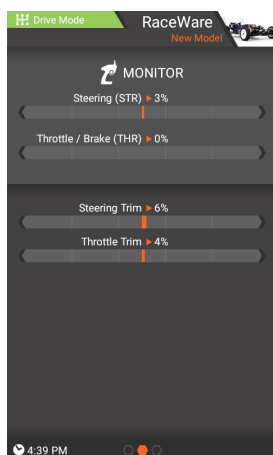 Drive Mode
RaceWare
New Model
MONITOR
Steering (STR) ▸ 3%
Throttle / Brake (THR) ▸ 0%
Steering Trim ▸ 6%
Throttle Trim ▸ 4%
4:39 PM